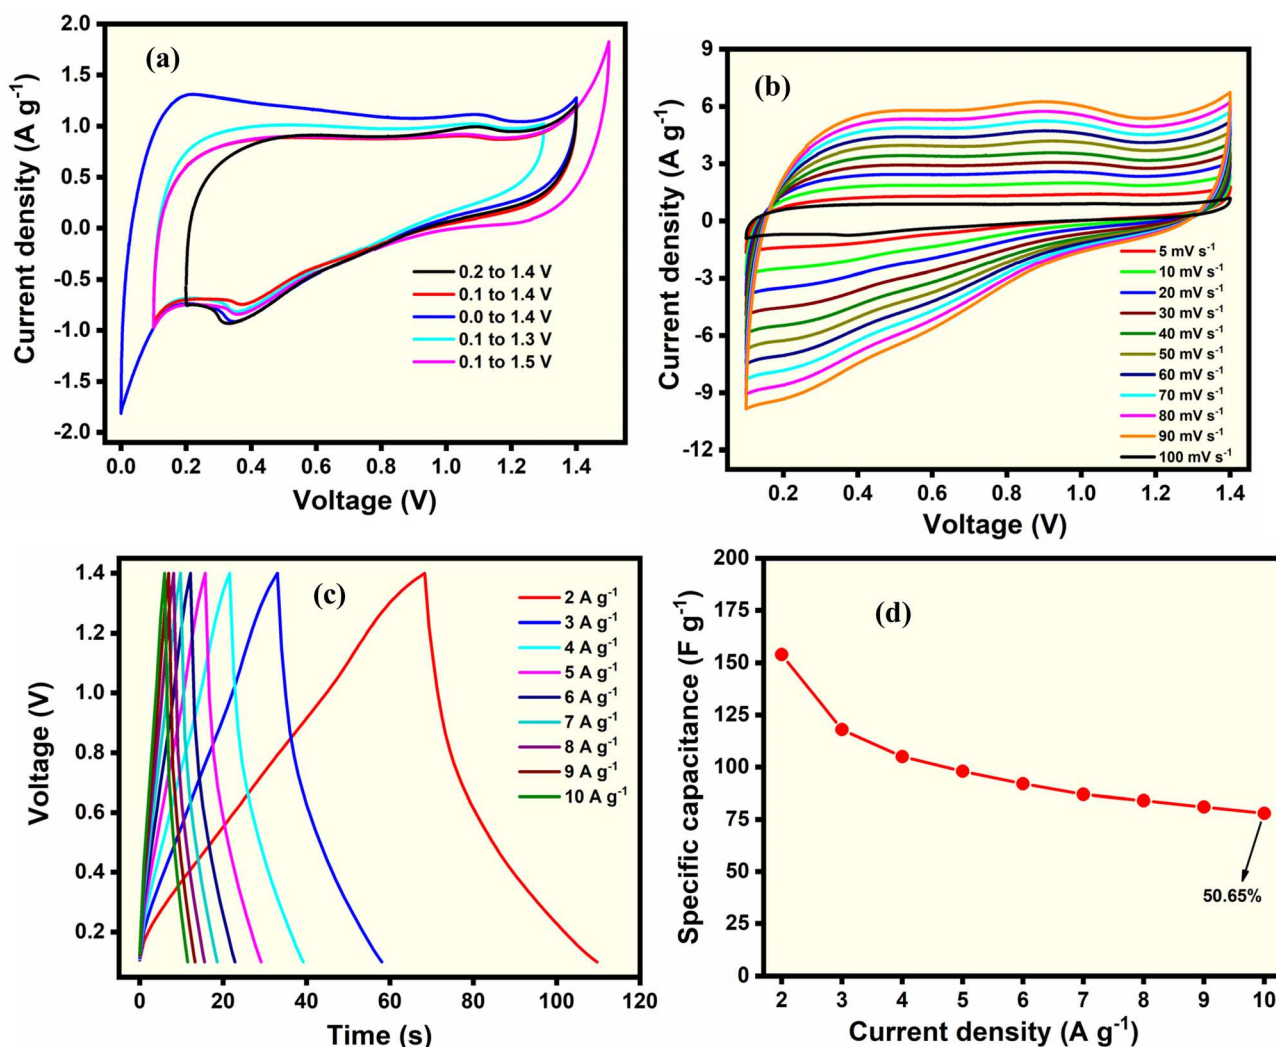 (a)
Current density (A g⁻¹)
2.0
1.5
1.0
0.5
0.0
-0.5
-1.0
-1.5
-2.0
0.2 to 1.4 V
0.1 to 1.4 V
0.0 to 1.4 V
0.1 to 1.3 V
0.1 to 1.5 V
0.0 0.2 0.4 0.6 0.8 1.0 1.2 1.4
Voltage (V)
(b)
Current density (A g⁻¹)
9
6
3
0
-3
-6
-9
-12
5 mV s⁻¹
10 mV s⁻¹
20 mV s⁻¹
30 mV s⁻¹
40 mV s⁻¹
50 mV s⁻¹
60 mV s⁻¹
70 mV s⁻¹
80 mV s⁻¹
90 mV s⁻¹
100 mV s⁻¹
0.2 0.4 0.6 0.8 1.0 1.2 1.4
Voltage (V)
(c)
Voltage (V)
1.4
1.2
1.0
0.8
0.6
0.4
0.2
2 A g⁻¹
3 A g⁻¹
4 A g⁻¹
5 A g⁻¹
6 A g⁻¹
7 A g⁻¹
8 A g⁻¹
9 A g⁻¹
10 A g⁻¹
0 20 40 60 80 100 120
Time (s)
(d)
Specific capacitance (F g⁻¹)
200
175
150
125
100
75
50
25
0
50.65%
2 3 4 5 6 7 8 9 10
Current density (A g⁻¹)